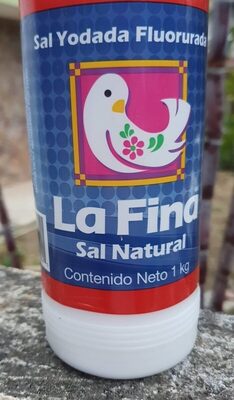 Sal Yodada Fluorurada
La Fina
Sal Natural
Contenido Neto 1 kg